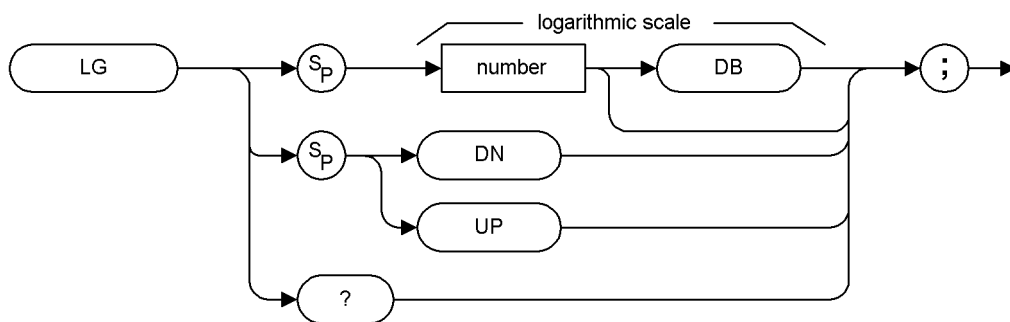 logarithmic scale
LG SP number DB ;
SP DN
UP
?